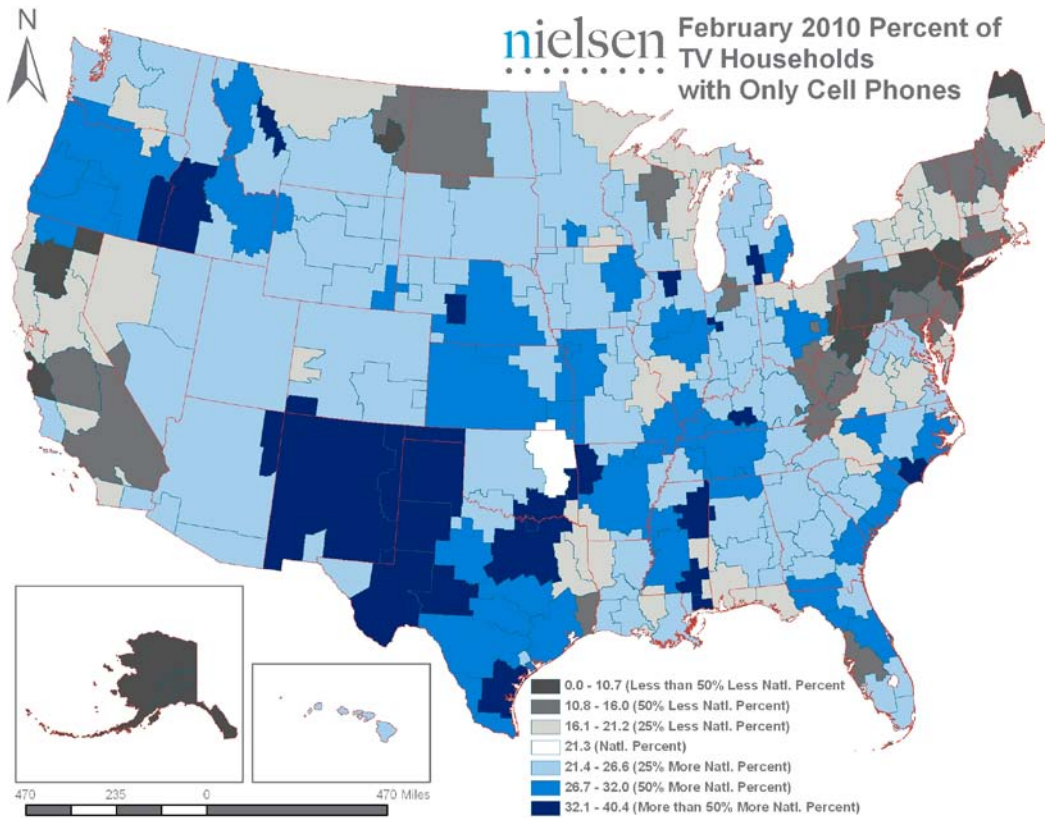 N
nielsen
February 2010 Percent of
TV Households
with Only Cell Phones
0.0 - 10.7 (Less than 50% Less Natl. Percent
10.8 - 16.0 (50% Less Natl. Percent)
16.1 - 21.2 (25% Less Natl. Percent)
21.3 (Natl. Percent)
21.4 - 26.6 (25% More Natl. Percent)
26.7 - 32.0 (50% More Natl. Percent)
32.1 - 40.4 (More than 50% More Natl. Percent)
470 235 0 470 Miles